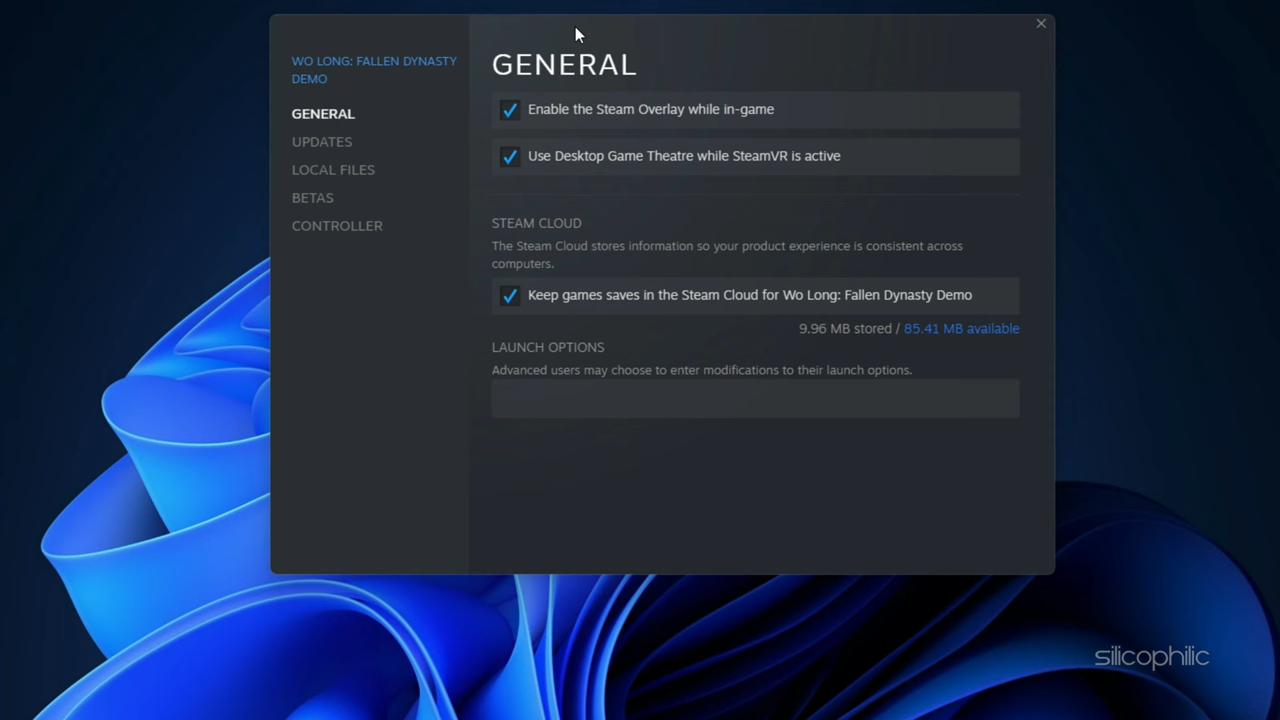 WO LONG: FALLEN DYNASTY
DEMO
GENERAL
UPDATES
LOCAL FILES
BETAS
CONTROLLER
GENERAL
Enable the Steam Overlay while in-game
Use Desktop Game Theatre while SteamVR is active
STEAM CLOUD
The Steam Cloud stores information so your product experience is consistent across
computers.
Keep games saves in the Steam Cloud for Wo Long: Fallen Dynasty Demo
9.96 MB stored / 85.41 MB available
LAUNCH OPTIONS
Advanced users may choose to enter modifications to their launch options.
silicophilic